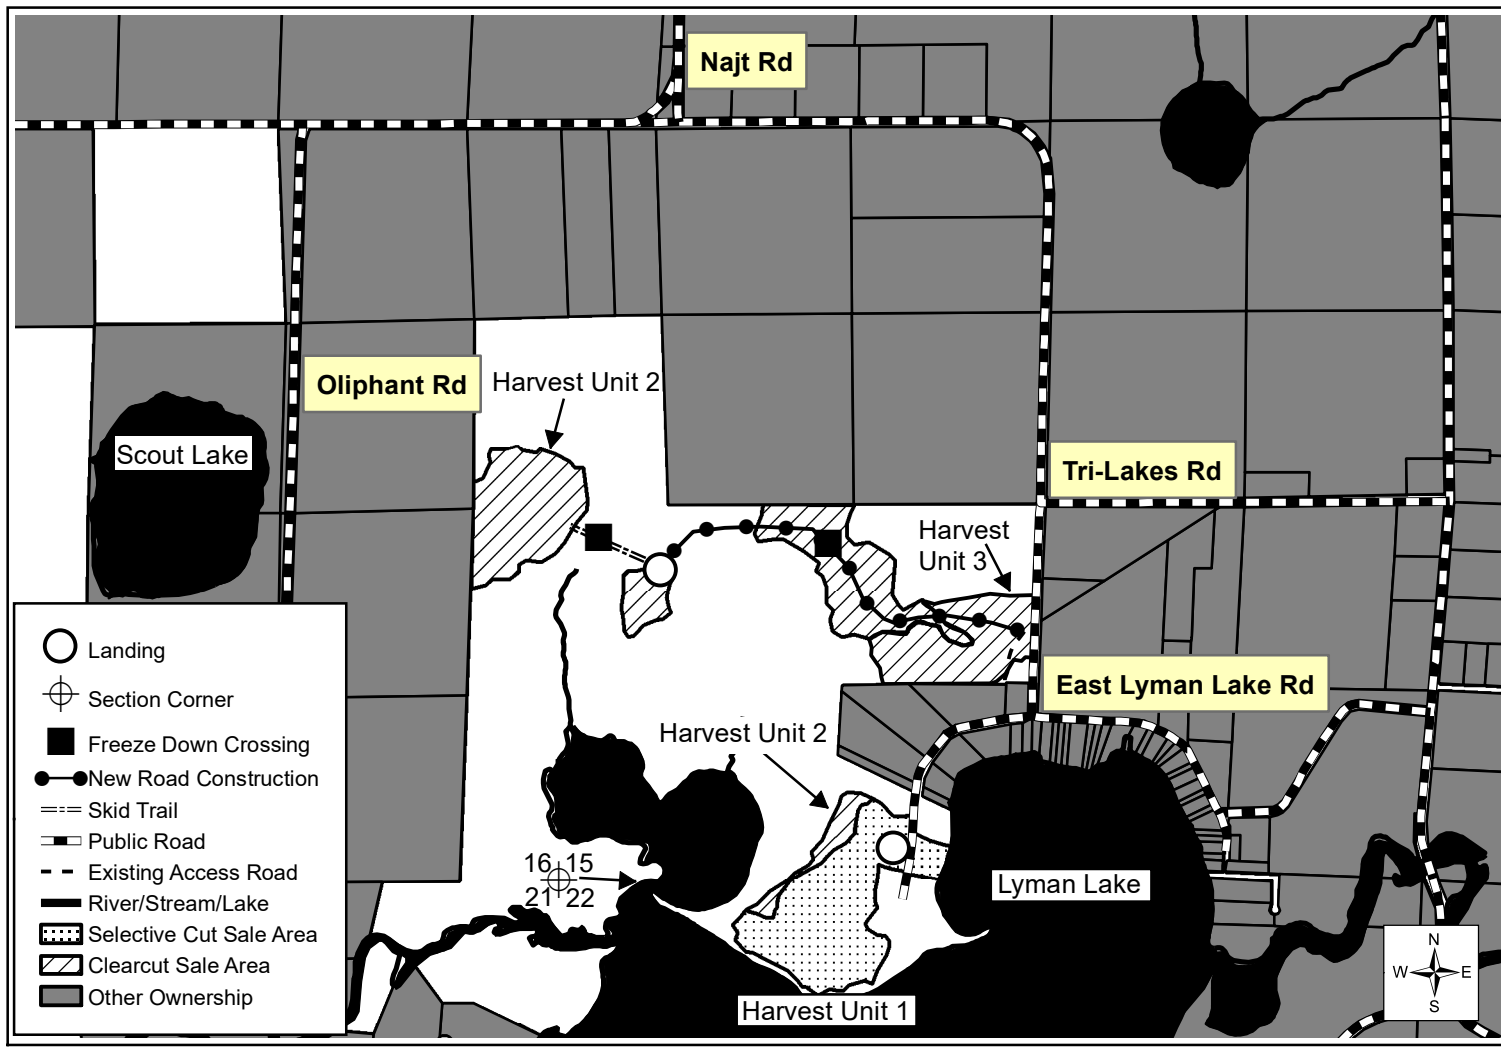 Najt Rd
Oliphant Rd
Harvest Unit 2
Scout Lake
Tri-Lakes Rd
Harvest
Unit 3
East Lyman Lake Rd
Harvest Unit 2
16 15
21 22
Lyman Lake
Harvest Unit 1
Landing
Section Corner
Freeze Down Crossing
New Road Construction
Skid Trail
Public Road
Existing Access Road
River/Stream/Lake
Selective Cut Sale Area
Clearcut Sale Area
Other Ownership
N
W E
S